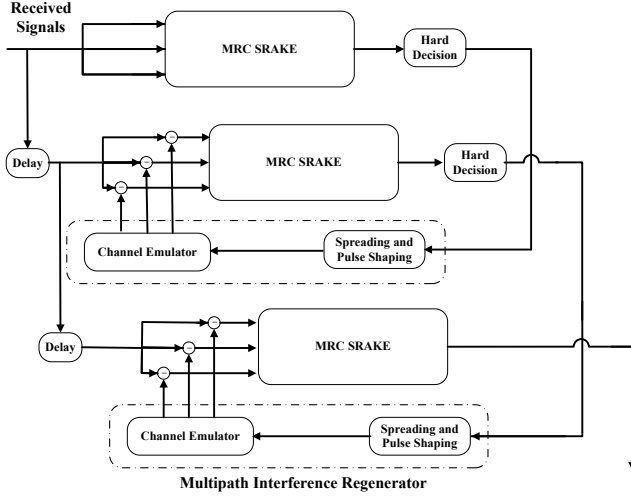 Received
Signals
MRC SRAKE
Hard
Decision
Delay
−
−
−
MRC SRAKE
Hard
Decision
Channel Emulator
Spreading and
Pulse Shaping
Delay
−
−
−
MRC SRAKE
Channel Emulator
Spreading and
Pulse Shaping
Multipath Interference Regenerator